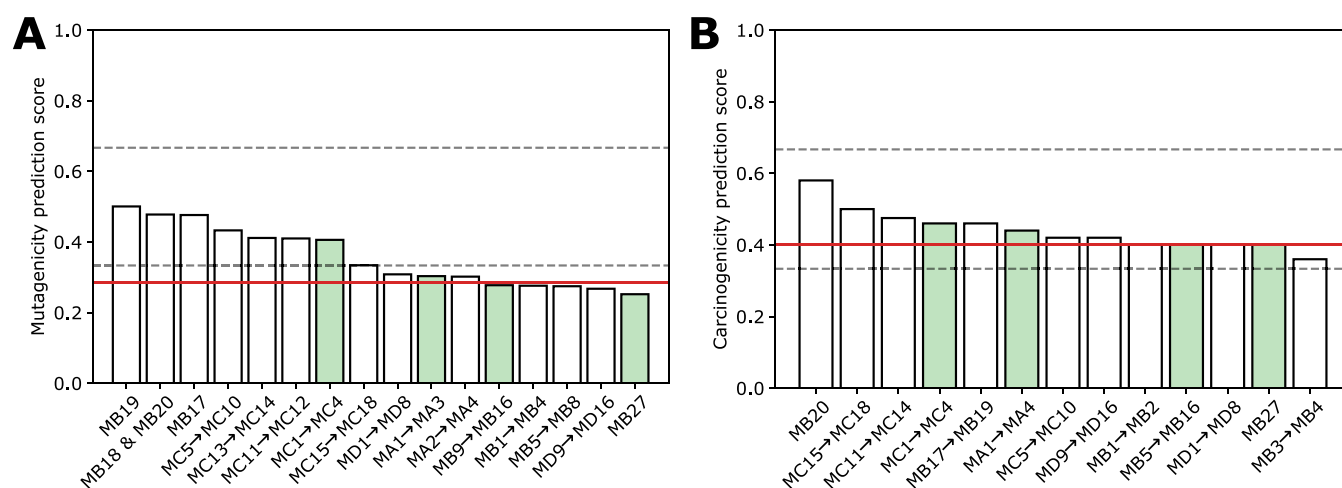 A
Mutagenicity prediction score
1.0
0.8
0.6
0.4
0.2
0.0
MB19
MB18 & MB20
MB17
MC5→MC10
MC13→MC14
MC11→MC12
MC1→MC4
MC15→MC18
MD1→MD8
MA1→MA3
MA2→MA4
MB9→MB16
MB1→MB4
MB5→MB8
MD9→MD16
MB27
B
Carcinogenicity prediction score
1.0
0.8
0.6
0.4
0.2
0.0
MB20
MC15→MC18
MC11→MC14
MC1→MC4
MB17→MB19
MA1→MA4
MC5→MC10
MD9→MD16
MB1→MB2
MB5→MB16
MD1→MD8
MB27
MB3→MB4